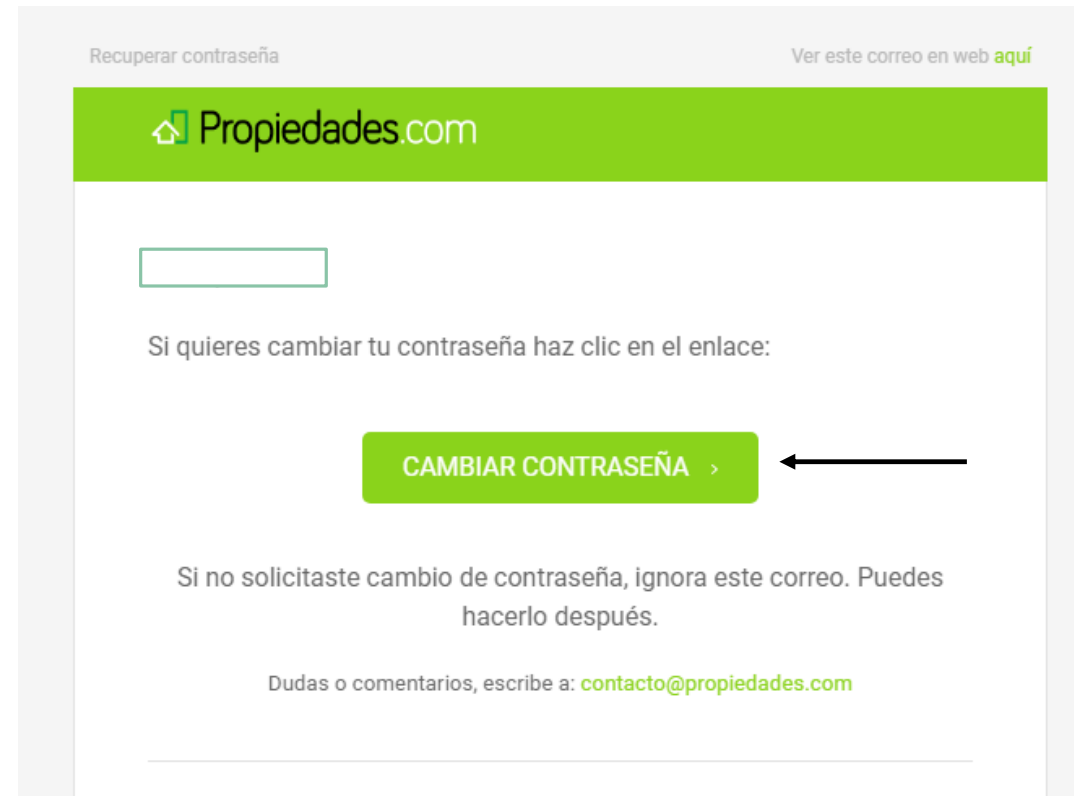 Recuperar contraseña
Ver este correo en web aquí
Propiedades.com
Si quieres cambiar tu contraseña haz clic en el enlace:
CAMBIAR CONTRASEÑA ›
Si no solicitaste cambio de contraseña, ignora este correo. Puedes
hacerlo después.
Dudas o comentarios, escribe a: contacto@propiedades.com